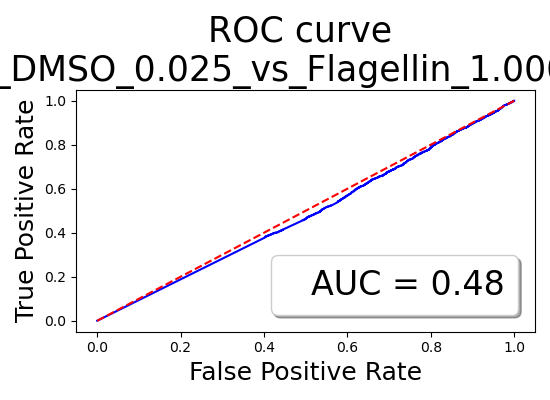 ROC curve
_DMSO_0.025_vs_Flagellin_1.000
True Positive Rate
1.0
0.8
0.6
0.4
0.2
0.0
AUC = 0.48
0.0 0.2 0.4 0.6 0.8 1.0
False Positive Rate